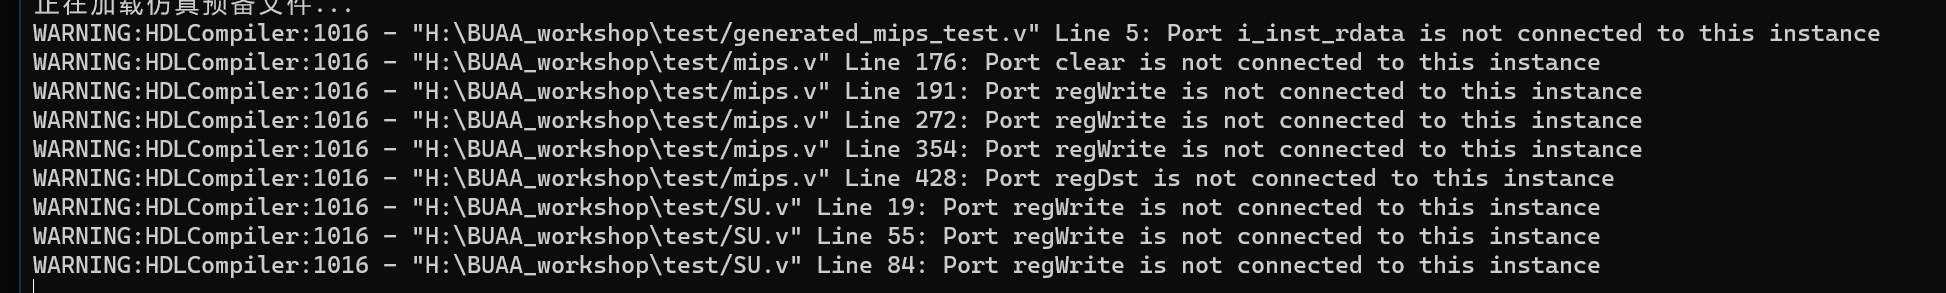 正在加载仿真预备文件...
WARNING:HDLCompiler:1016 - "H:\BUAA_workshop\test/generated_mips_test.v" Line 5: Port i_inst_rdata is not connected to this instance
WARNING:HDLCompiler:1016 - "H:\BUAA_workshop\test/mips.v" Line 176: Port clear is not connected to this instance
WARNING:HDLCompiler:1016 - "H:\BUAA_workshop\test/mips.v" Line 191: Port regWrite is not connected to this instance
WARNING:HDLCompiler:1016 - "H:\BUAA_workshop\test/mips.v" Line 272: Port regWrite is not connected to this instance
WARNING:HDLCompiler:1016 - "H:\BUAA_workshop\test/mips.v" Line 354: Port regWrite is not connected to this instance
WARNING:HDLCompiler:1016 - "H:\BUAA_workshop\test/mips.v" Line 428: Port regDst is not connected to this instance
WARNING:HDLCompiler:1016 - "H:\BUAA_workshop\test/SU.v" Line 19: Port regWrite is not connected to this instance
WARNING:HDLCompiler:1016 - "H:\BUAA_workshop\test/SU.v" Line 55: Port regWrite is not connected to this instance
WARNING:HDLCompiler:1016 - "H:\BUAA_workshop\test/SU.v" Line 84: Port regWrite is not connected to this instance